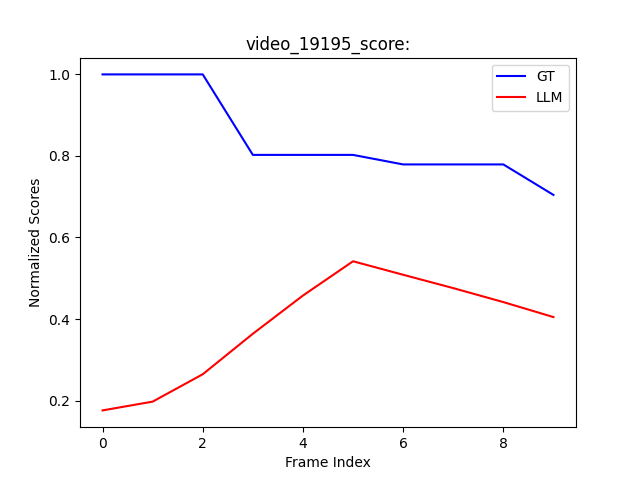 video_19195_score:
GT
LLM
1.0
0.8
0.6
0.4
0.2
Normalized Scores
0 2 4 6 8
Frame Index